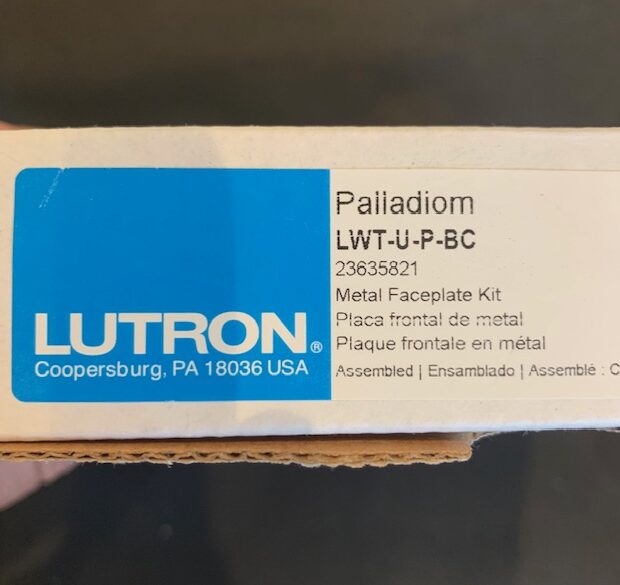 Palladiom
LWT-U-P-BC
23635821
Metal Faceplate Kit
Placa frontal de metal
Plaque frontale en métal
Assembled | Ensamblado | Assemblé : C
LUTRON®
Coopersburg, PA 18036 USA